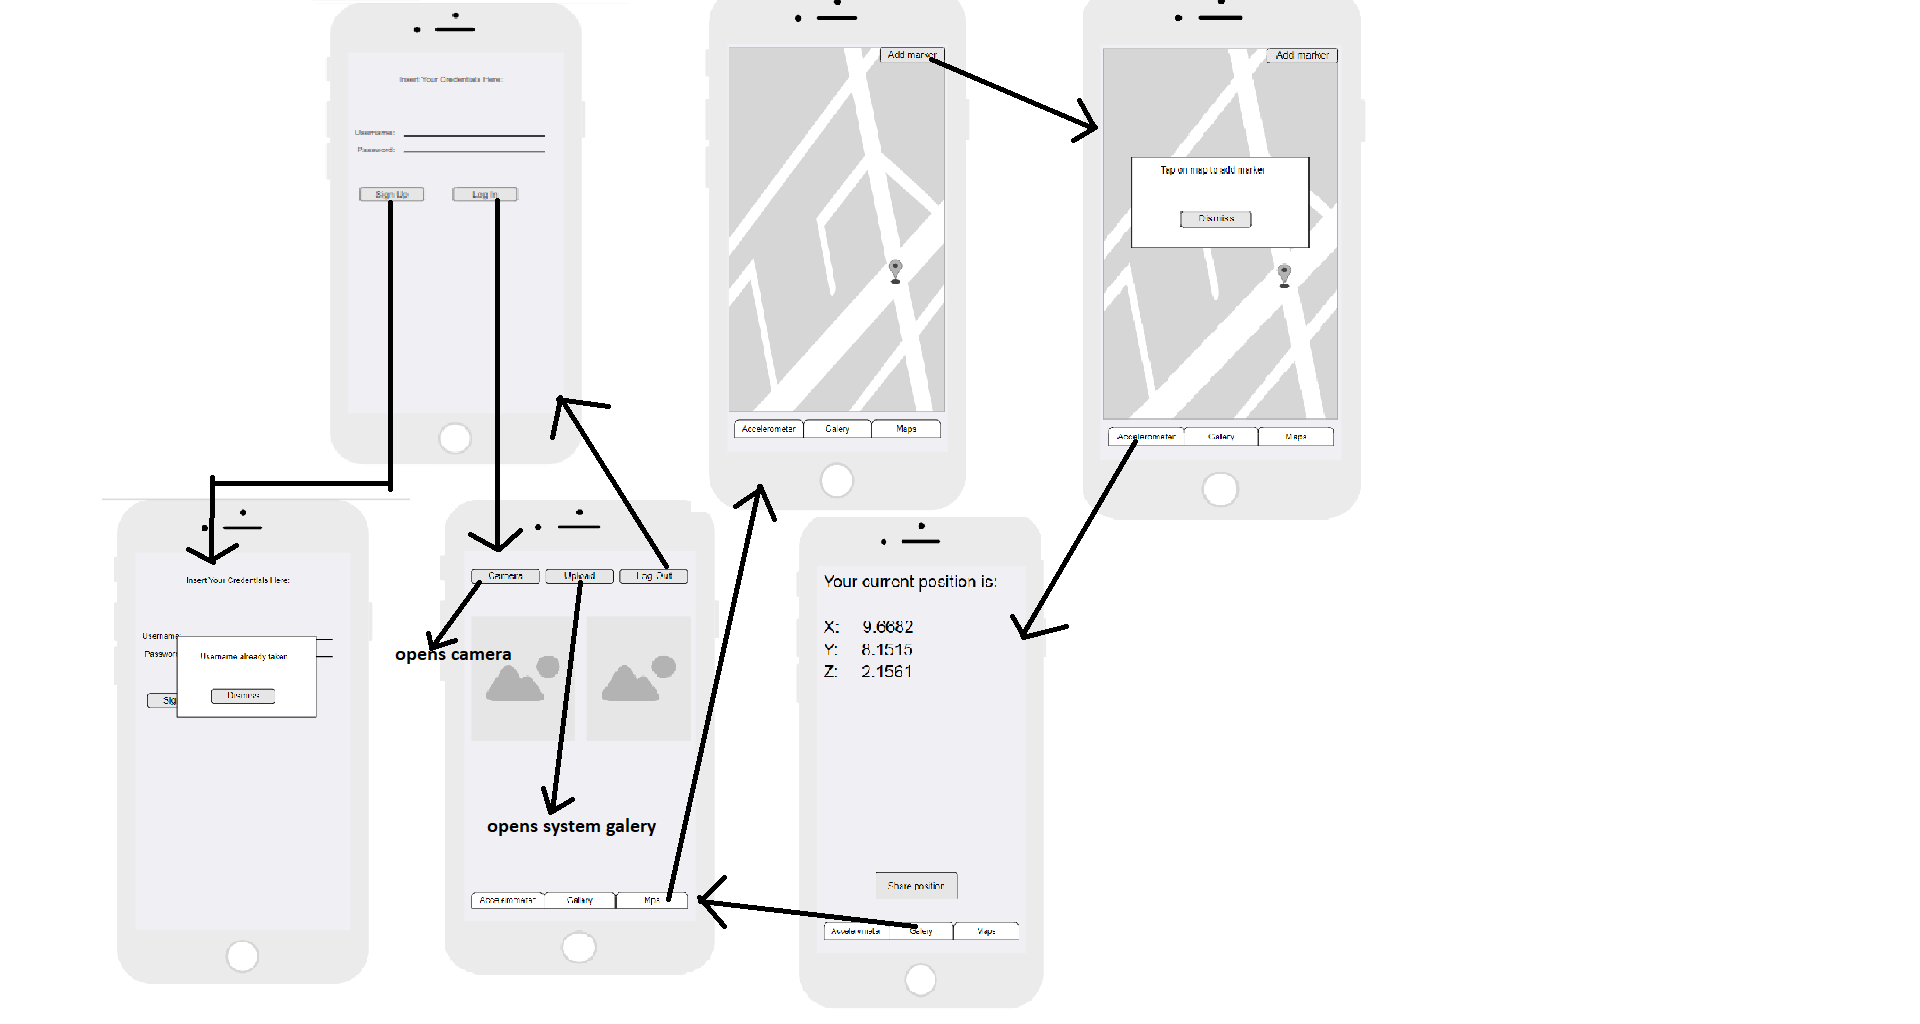 Insert Your Credentials Here:
Username:
Password:
Sign Up
Log In
Add marker
Accelerometer
Galery
Maps
Add marker
Tap on map to add marker
Dismiss
Accelerometer
Galery
Maps
Insert Your Credentials Here:
Username
Passwor
Sig
Username already taken
Dismiss
Camera
Upload
Log Out
opens camera
opens system galery
Accelerometer
Galery
Mps
Your current position is:
X: 9.6682
Y: 8.1515
Z: 2.1561
Share position
Accelerometer
Galery
Maps